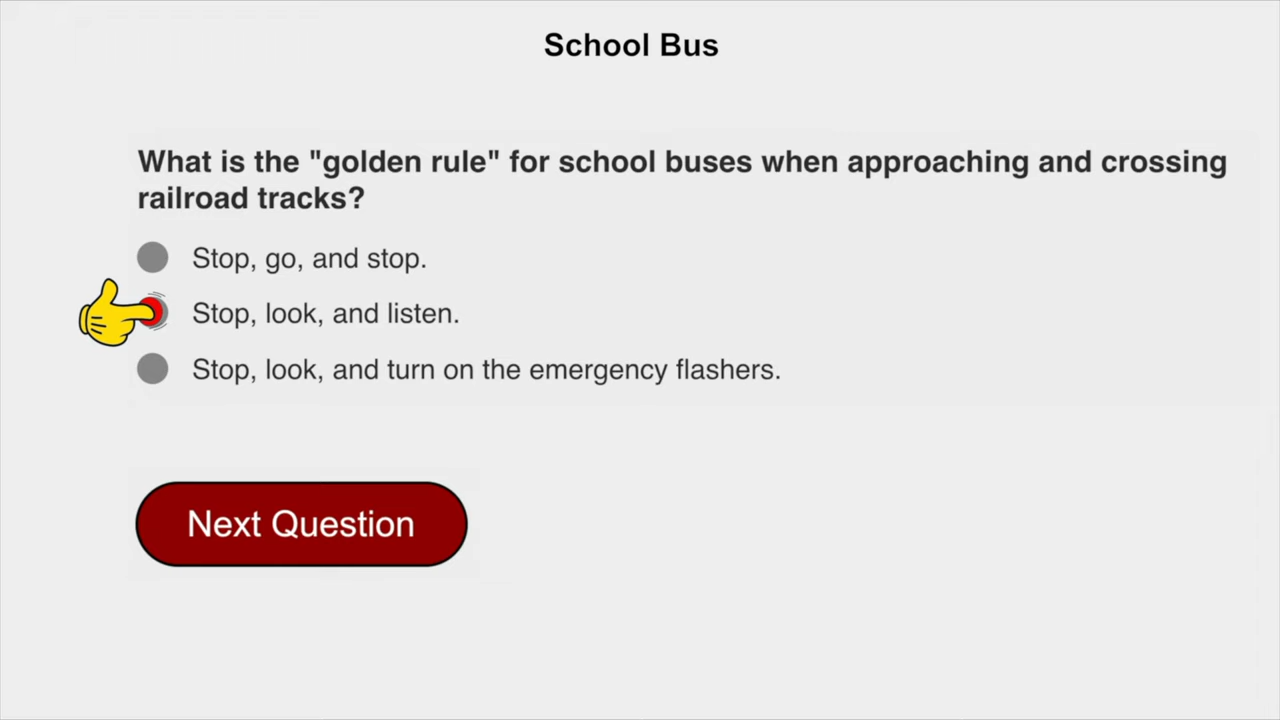 School Bus
What is the "golden rule" for school buses when approaching and crossing
railroad tracks?
Stop, go, and stop.
Stop, look, and listen.
Stop, look, and turn on the emergency flashers.
Next Question